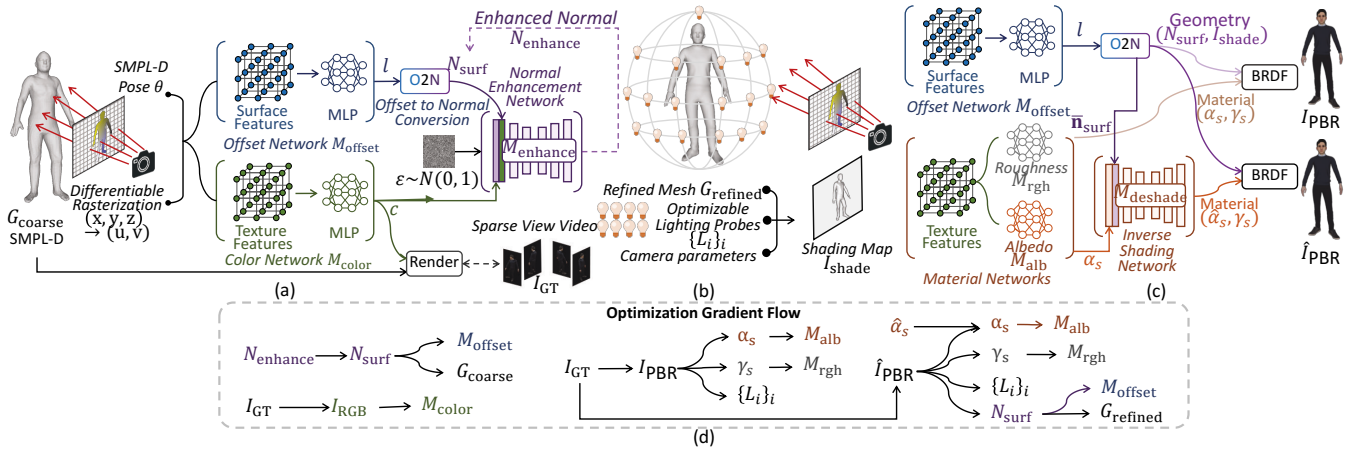 SMPL-D
Pose θ
Differentiable
Rasterization
(x, y, z)
→ (u, v)
G_coarse
SMPL-D
Surface
Features
MLP
Offset Network M_offset
l
O2N
Offset to Normal
Conversion
Texture
Features
MLP
Color Network M_color
c
Enhanced Normal
N_enhance
N_surf
Normal
Enhancement
Network
M_enhance
ε~N(0, 1)
Sparse View Video
Render
I_GT
(a)
Refined Mesh G_refined
Optimizable
Lighting Probes
{L_i}_i
Camera parameters
Shading Map
I_shade
(b)
Surface
Features
MLP
Offset Network M_offset
l
O2N
Geometry
(N_surf, I_shade)
BRDF
Material
(α_s, γ_s)
I_PBR
n̅_surf
Texture
Features
Roughness
M_rgh
Albedo
M_alb
Material Networks
α_s
M_deshade
Inverse
Shading
Network
BRDF
Material
(α̂_s, γ_s)
Î_PBR
(c)
Optimization Gradient Flow
N_enhance → N_surf
M_offset
G_coarse
I_GT → I_RGB → M_color
I_GT → I_PBR
α_s → M_alb
γ_s → M_rgh
{L_i}_i
α̂_s → α_s → M_alb
Î_PBR
γ_s → M_rgh
{L_i}_i
N_surf
M_offset
G_refined
(d)